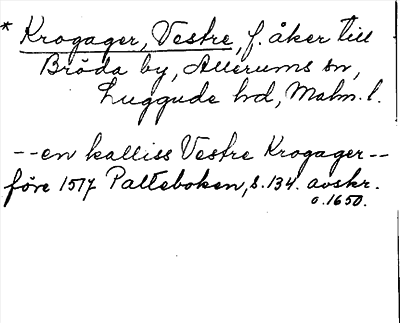 * Krogager, Vestre, f. åker till
Bröda by, Allerums sn,
Luggude hd, Malm. l.
--en kalliss Vestre Krogager--
före 1517 Palteboken, s. 134. avskr.
o. 1650.